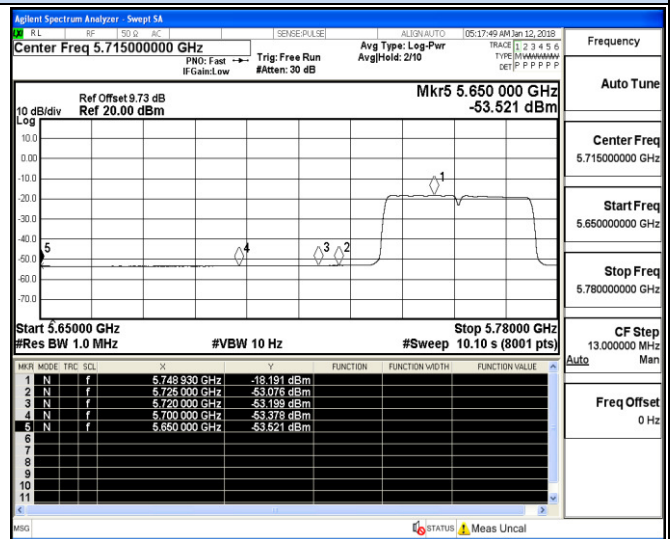 Agilent Spectrum Analyzer - Swept SA
RL RF 50 Ω AC SENSE:PULSE ALIGN AUTO 05:17:49 AM Jan 12, 2018
Center Freq 5.715000000 GHz
PNO: Fast
IFGain:Low
Trig: Free Run
#Atten: 30 dB
Avg Type: Log-Pwr
Avg|Hold: 2/10
TRACE 1 2 3 4 5 6
TYPE M WWWWW
DET P P P P P P
Ref Offset 9.73 dB
10 dB/div Ref 20.00 dBm
Log
Mkr5 5.650 000 GHz
-53.521 dBm
10.0
0.00
-10.0
-20.0
-30.0
-40.0
-50.0
-60.0
-70.0
1
5 4 3 2
Start 5.65000 GHz Stop 5.78000 GHz
#Res BW 1.0 MHz #VBW 10 Hz #Sweep 10.10 s (8001 pts)
MKR MODE TRC SCL X Y FUNCTION FUNCTION WIDTH FUNCTION VALUE
1 N f 5.748 930 GHz -18.191 dBm
2 N f 5.725 000 GHz -53.076 dBm
3 N f 5.720 000 GHz -53.199 dBm
4 N f 5.700 000 GHz -53.378 dBm
5 N f 5.650 000 GHz -53.521 dBm
6
7
8
9
10
11
MSG STATUS Meas Uncal
Frequency
Auto Tune
Center Freq
5.715000000 GHz
Start Freq
5.650000000 GHz
Stop Freq
5.780000000 GHz
CF Step
13.000000 MHz
Auto Man
Freq Offset
0 Hz